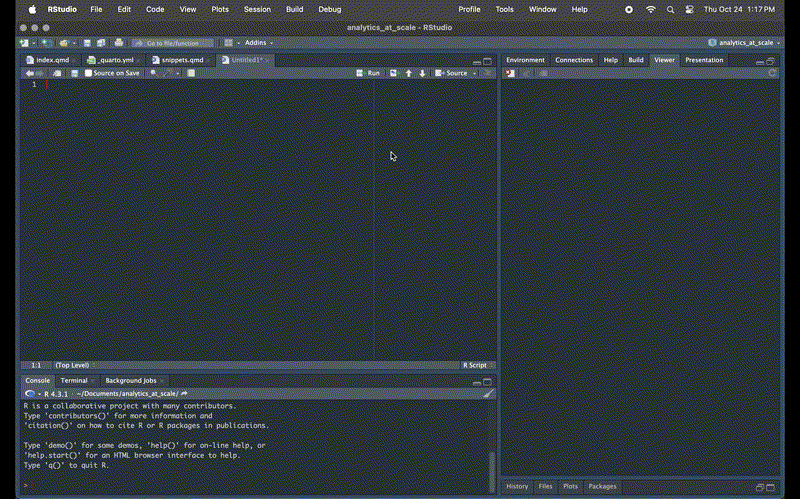 RStudio File Edit Code View Plots Session Build Debug Profile Tools Window Help Thu Oct 24 1:17 PM
analytics_at_scale - RStudio
Go to file/function Addins analytics_at_scale
index.qmd _quarto.yml snippets.qmd Untitled1*
Source on Save Run Source
1
1:1 (Top Level) R Script
Console Terminal Background Jobs
R 4.3.1 · ~/Documents/analytics_at_scale/
R is a collaborative project with many contributors.
Type 'contributors()' for more information and
'citation()' on how to cite R or R packages in publications.
Type 'demo()' for some demos, 'help()' for on-line help, or
'help.start()' for an HTML browser interface to help.
Type 'q()' to quit R.
>
Environment Connections Help Build Viewer Presentation
History Files Plots Packages